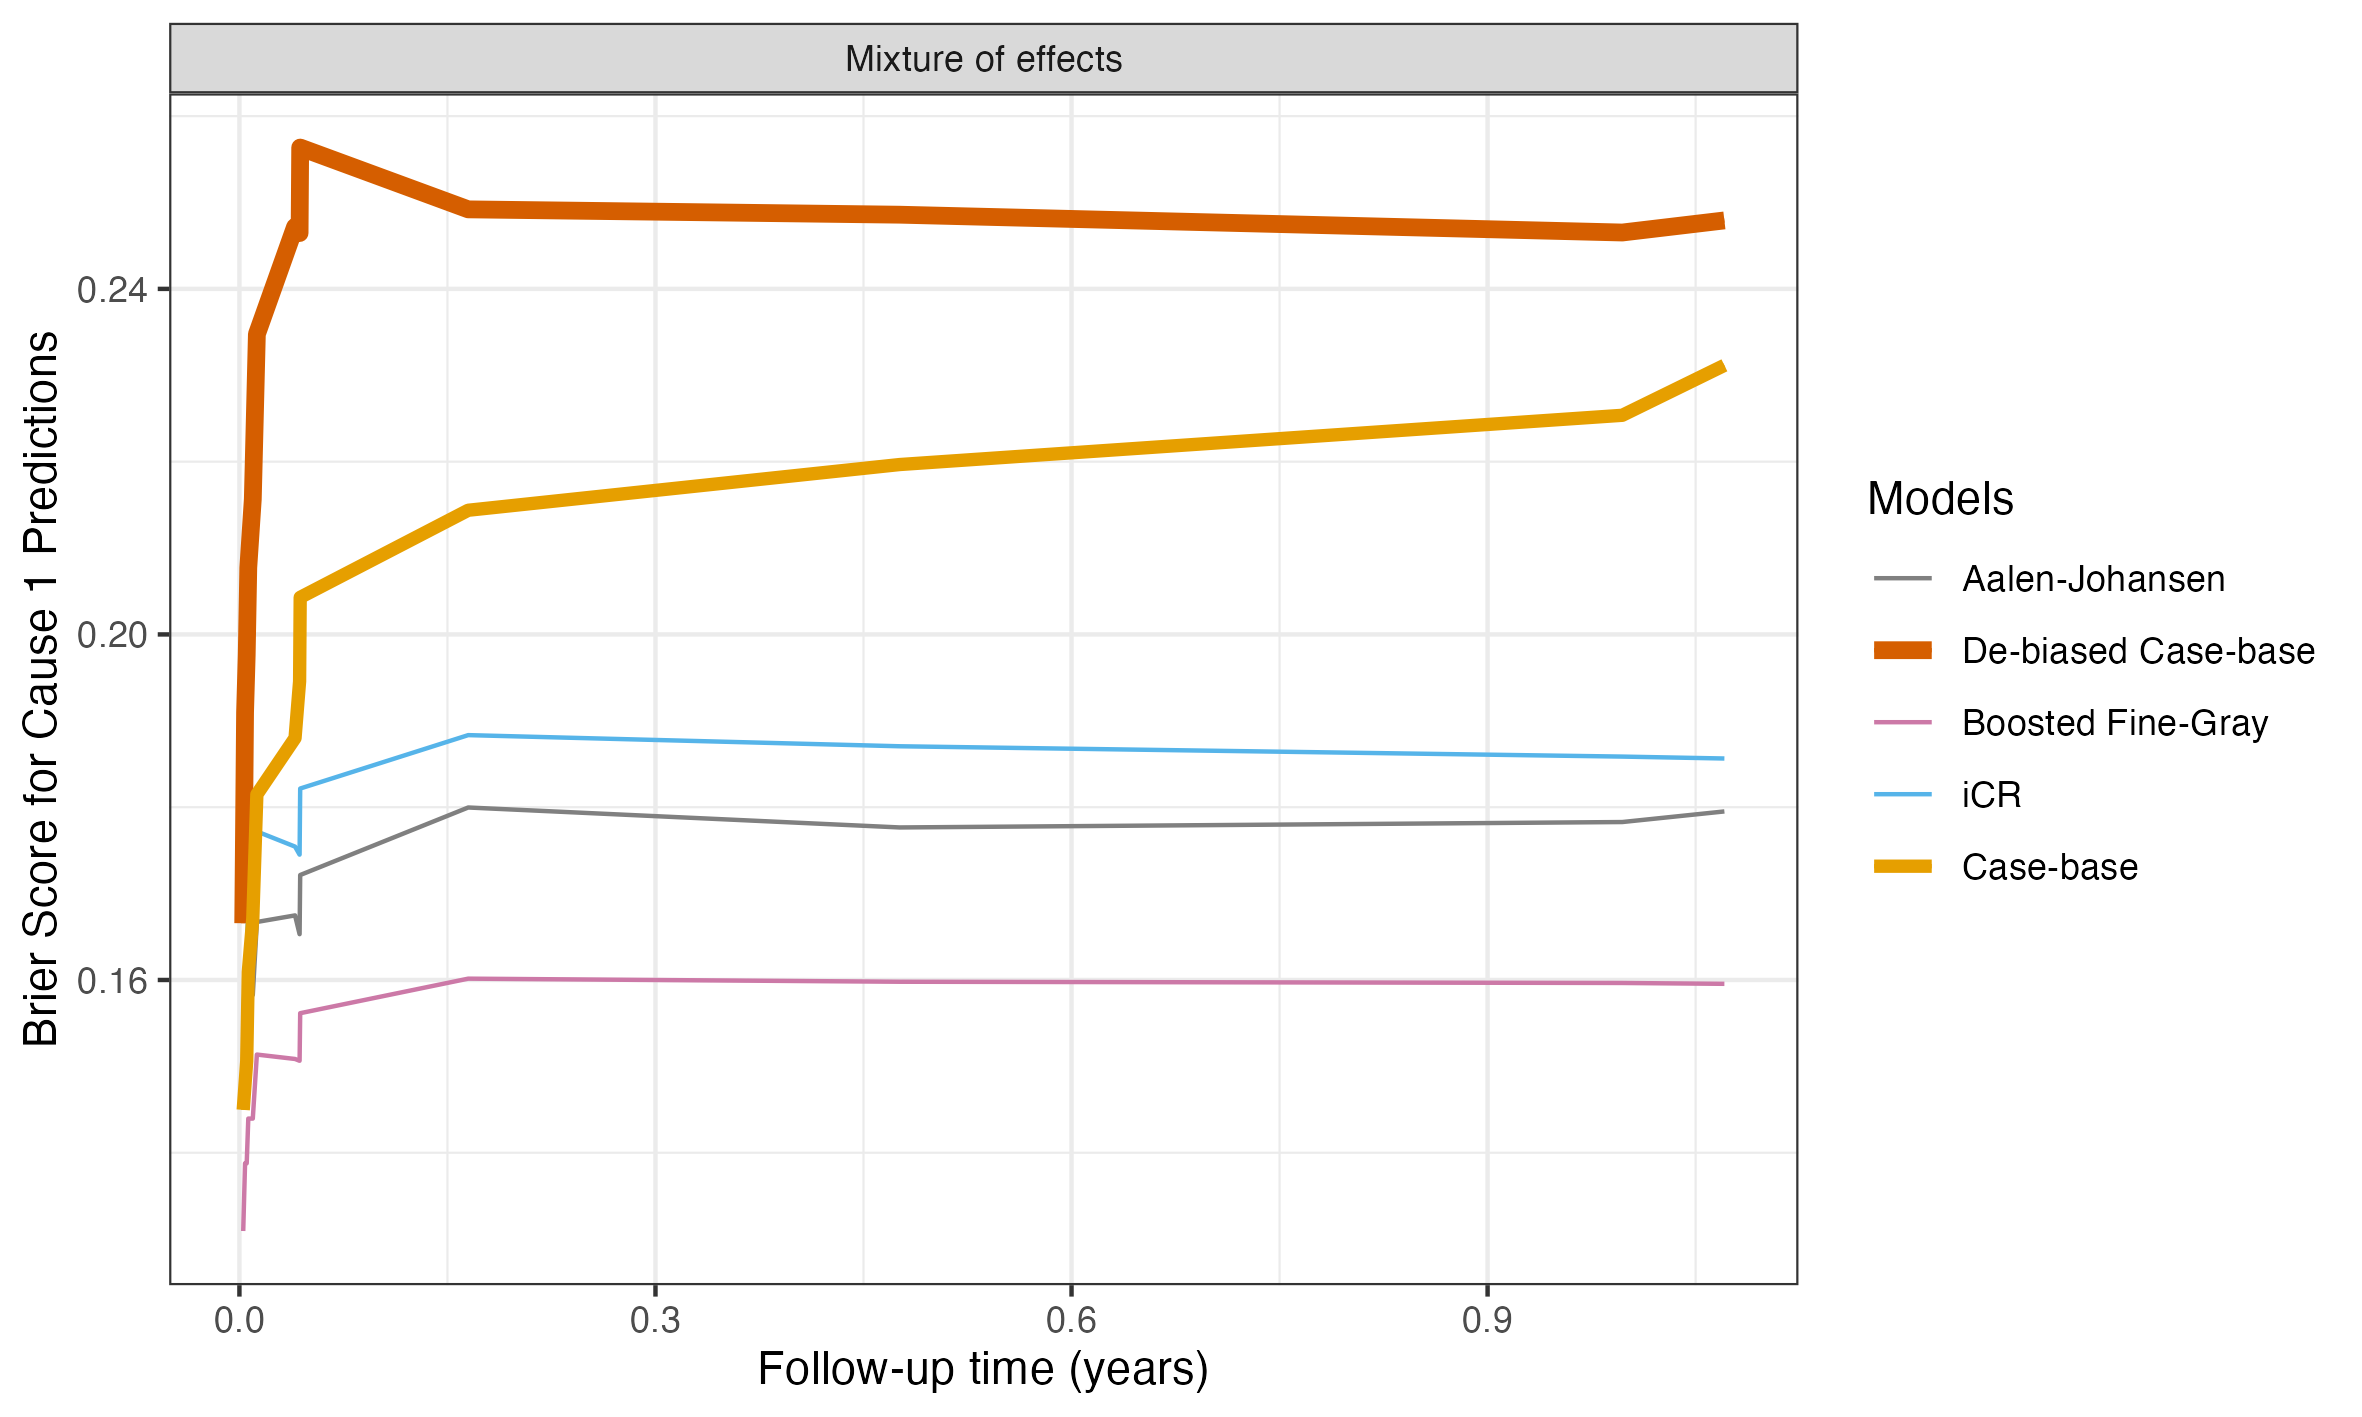 Mixture of effects
Brier Score for Cause 1 Predictions
0.24
0.20
0.16
0.0
0.3
0.6
0.9
Follow-up time (years)
Models
Aalen-Johansen
De-biased Case-base
Boosted Fine-Gray
iCR
Case-base